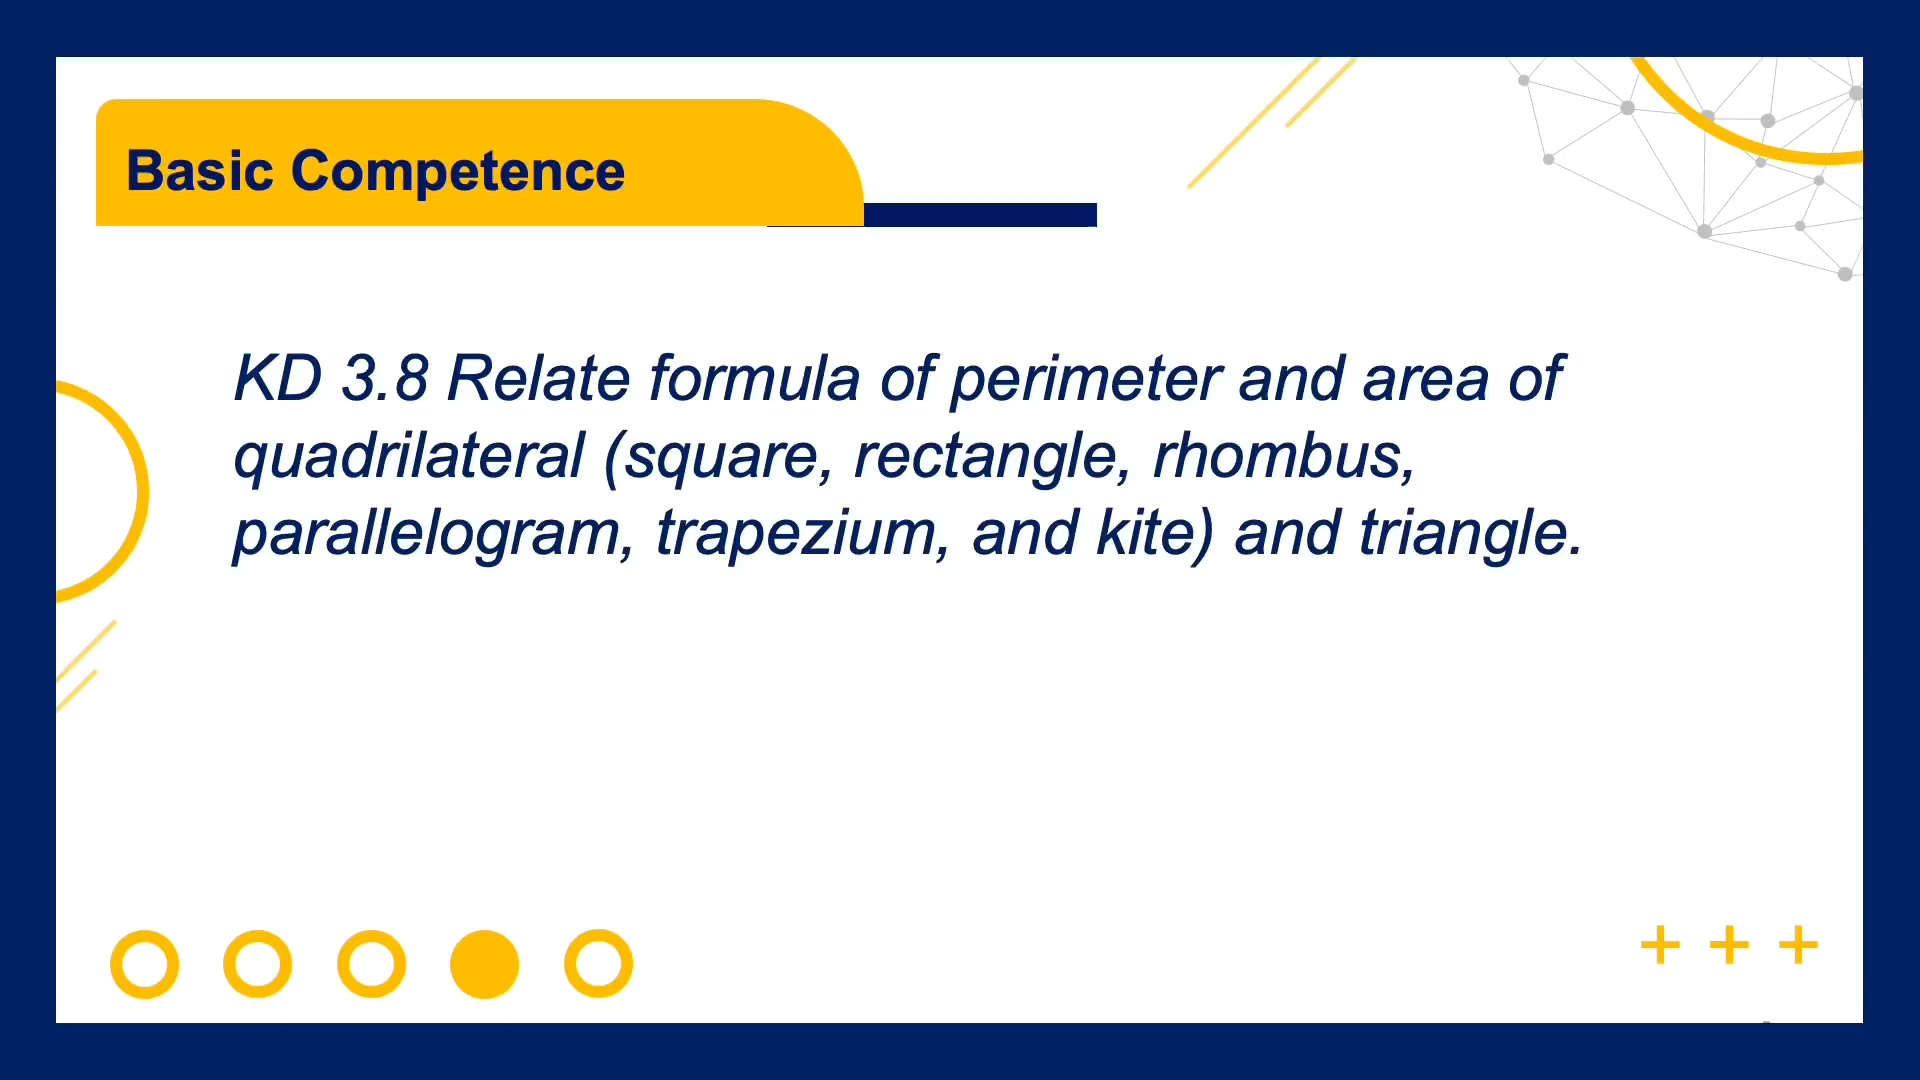 Basic Competence
KD 3.8 Relate formula of perimeter and area of
quadrilateral (square, rectangle, rhombus,
parallelogram, trapezium, and kite) and triangle.